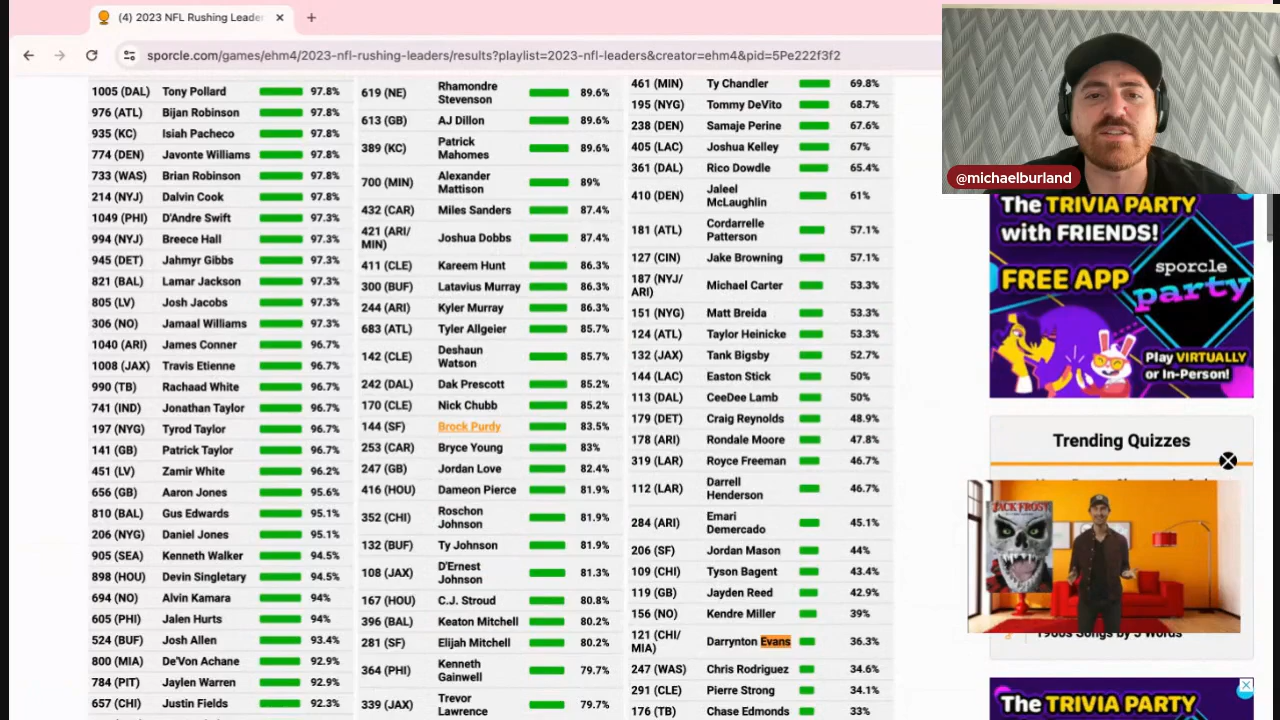 (4) 2023 NFL Rushing Leade
sporcle.com/games/ehm4/2023-nfl-rushing-leaders/results?playlist=2023-nfl-leaders&creator=ehm4&pid=5Pe222f3f2
@michaelburland
1005 (DAL) Tony Pollard 97.8%
976 (ATL) Bijan Robinson 97.8%
935 (KC) Isiah Pacheco 97.8%
774 (DEN) Javonte Williams 97.8%
733 (WAS) Brian Robinson 97.8%
214 (NYJ) Dalvin Cook 97.8%
1049 (PHI) D'Andre Swift 97.3%
994 (NYJ) Breece Hall 97.3%
945 (DET) Jahmyr Gibbs 97.3%
821 (BAL) Lamar Jackson 97.3%
805 (LV) Josh Jacobs 97.3%
306 (NO) Jamaal Williams 97.3%
1040 (ARI) James Conner 96.7%
1008 (JAX) Travis Etienne 96.7%
990 (TB) Rachaad White 96.7%
741 (IND) Jonathan Taylor 96.7%
197 (NYG) Tyrod Taylor 96.7%
141 (GB) Patrick Taylor 96.7%
451 (LV) Zamir White 96.2%
656 (GB) Aaron Jones 95.6%
810 (BAL) Gus Edwards 95.1%
206 (NYG) Daniel Jones 95.1%
905 (SEA) Kenneth Walker 94.5%
898 (HOU) Devin Singletary 94.5%
694 (NO) Alvin Kamara 94%
605 (PHI) Jalen Hurts 94%
524 (BUF) Josh Allen 93.4%
800 (MIA) De'Von Achane 92.9%
784 (PIT) Jaylen Warren 92.9%
657 (CHI) Justin Fields 92.3%
619 (NE) Rhamondre
Stevenson 89.6%
613 (GB) AJ Dillon 89.6%
389 (KC) Patrick
Mahomes 89.6%
700 (MIN) Alexander
Mattison 89%
432 (CAR) Miles Sanders 87.4%
421 (ARI/
MIN) Joshua Dobbs 87.4%
411 (CLE) Kareem Hunt 86.3%
300 (BUF) Latavius Murray 86.3%
244 (ARI) Kyler Murray 86.3%
683 (ATL) Tyler Allgeier 85.7%
142 (CLE) Deshaun
Watson 85.7%
242 (DAL) Dak Prescott 85.2%
170 (CLE) Nick Chubb 85.2%
144 (SF) Brock Purdy 83.5%
253 (CAR) Bryce Young 83%
247 (GB) Jordan Love 82.4%
416 (HOU) Dameon Pierce 81.9%
352 (CHI) Roschon
Johnson 81.9%
132 (BUF) Ty Johnson 81.9%
108 (JAX) D'Ernest
Johnson 81.3%
167 (HOU) C.J. Stroud 80.8%
396 (BAL) Keaton Mitchell 80.2%
281 (SF) Elijah Mitchell 80.2%
364 (PHI) Kenneth
Gainwell 79.7%
339 (JAX) Trevor
Lawrence 79.7%
461 (MIN) Ty Chandler 69.8%
195 (NYG) Tommy DeVito 68.7%
238 (DEN) Samaje Perine 67.6%
405 (LAC) Joshua Kelley 67%
361 (DAL) Rico Dowdle 65.4%
410 (DEN) Jaleel
McLaughlin 61%
181 (ATL) Cordarrelle
Patterson 57.1%
127 (CIN) Jake Browning 57.1%
187 (NYJ/
ARI) Michael Carter 53.3%
151 (NYG) Matt Breida 53.3%
124 (ATL) Taylor Heinicke 53.3%
132 (JAX) Tank Bigsby 52.7%
144 (LAC) Easton Stick 50%
113 (DAL) CeeDee Lamb 50%
179 (DET) Craig Reynolds 48.9%
178 (ARI) Rondale Moore 47.8%
319 (LAR) Royce Freeman 46.7%
112 (LAR) Darrell
Henderson 46.7%
284 (ARI) Emari
Demercado 45.1%
206 (SF) Jordan Mason 44%
109 (CHI) Tyson Bagent 43.4%
119 (GB) Jayden Reed 42.9%
156 (NO) Kendre Miller 39%
121 (CHI/
MIA) Darrynton Evans 36.3%
247 (WAS) Chris Rodriguez 34.6%
291 (CLE) Pierre Strong 34.1%
176 (TB) Chase Edmonds 33%
The TRIVIA PARTY
with FRIENDS!
FREE APP
sporcle
party
Play VIRTUALLY
or In-Person!
Trending Quizzes
JACK FROST
1960s Songs by 3 Words
The TRIVIA PARTY